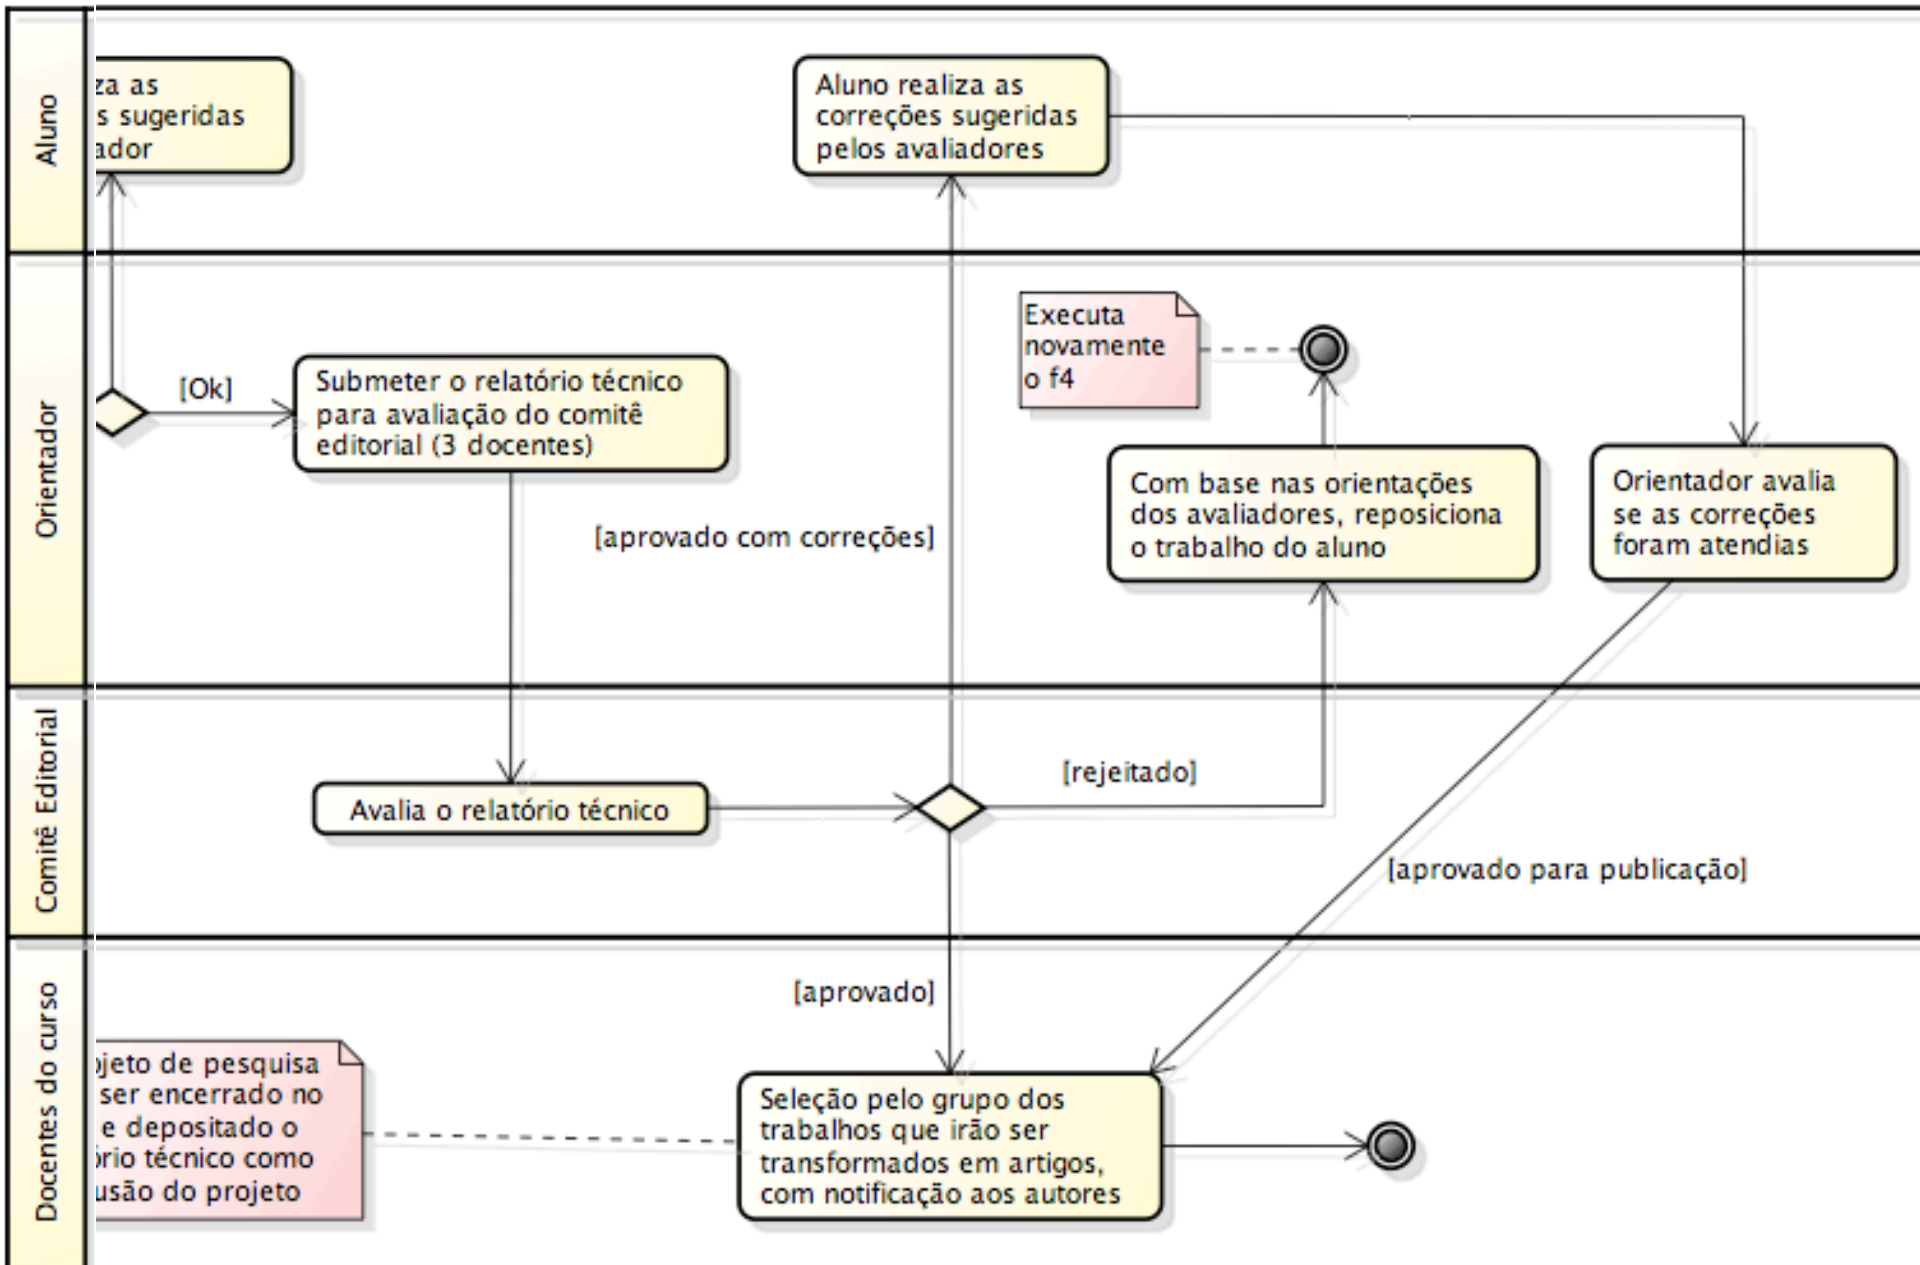 Aluno
za as
s sugeridas
ador
Aluno realiza as
correções sugeridas
pelos avaliadores
Orientador
[Ok]
Submeter o relatório técnico
para avaliação do comitê
editorial (3 docentes)
[aprovado com correções]
Executa
novamente
o f4
Com base nas orientações
dos avaliadores, reposiciona
o trabalho do aluno
Orientador avalia
se as correções
foram atendias
Comitê Editorial
Avalia o relatório técnico
[rejeitado]
[aprovado para publicação]
Docentes do curso
[aprovado]
ojeto de pesquisa
ser encerrado no
e depositado o
ório técnico como
usão do projeto
Seleção pelo grupo dos
trabalhos que irão ser
transformados em artigos,
com notificação aos autores